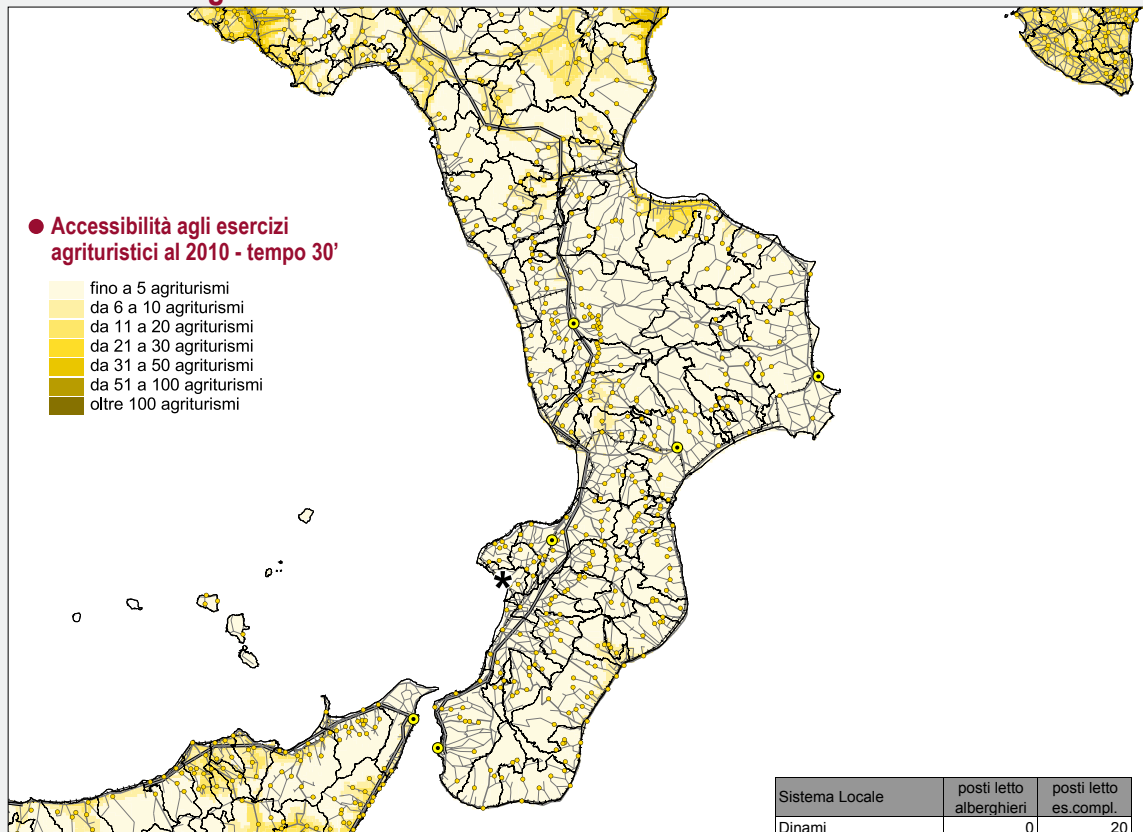 ● Accessibilità agli esercizi
agrituristici al 2010 - tempo 30'
fino a 5 agriturismi
da 6 a 10 agriturismi
da 11 a 20 agriturismi
da 21 a 30 agriturismi
da 31 a 50 agriturismi
da 51 a 100 agriturismi
oltre 100 agriturismi
*
Sistema Locale posti letto alberghieri posti letto es.compl.
Dinami 0 20